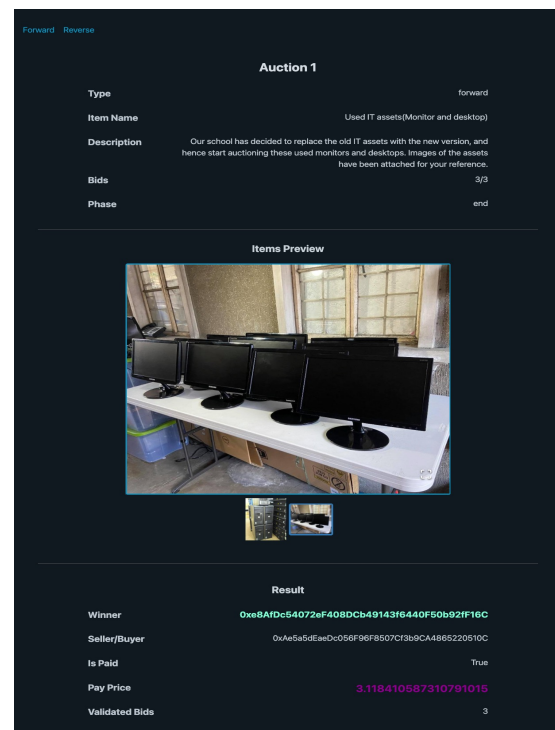 Forward Reverse
Auction 1
Type forward
Item Name Used IT assets(Monitor and desktop)
Description Our school has decided to replace the old IT assets with the new version, and
hence start auctioning these used monitors and desktops. Images of the assets
have been attached for your reference.
Bids 3/3
Phase end
Items Preview
Result
Winner 0xe8AfDc54072eF408DCb49143f6440F50b92fF16C
Seller/Buyer 0xAe5a5dEaeDc056F96F8507Cf3b9CA4865220510C
Is Paid True
Pay Price 3.118410587310791015
Validated Bids 3